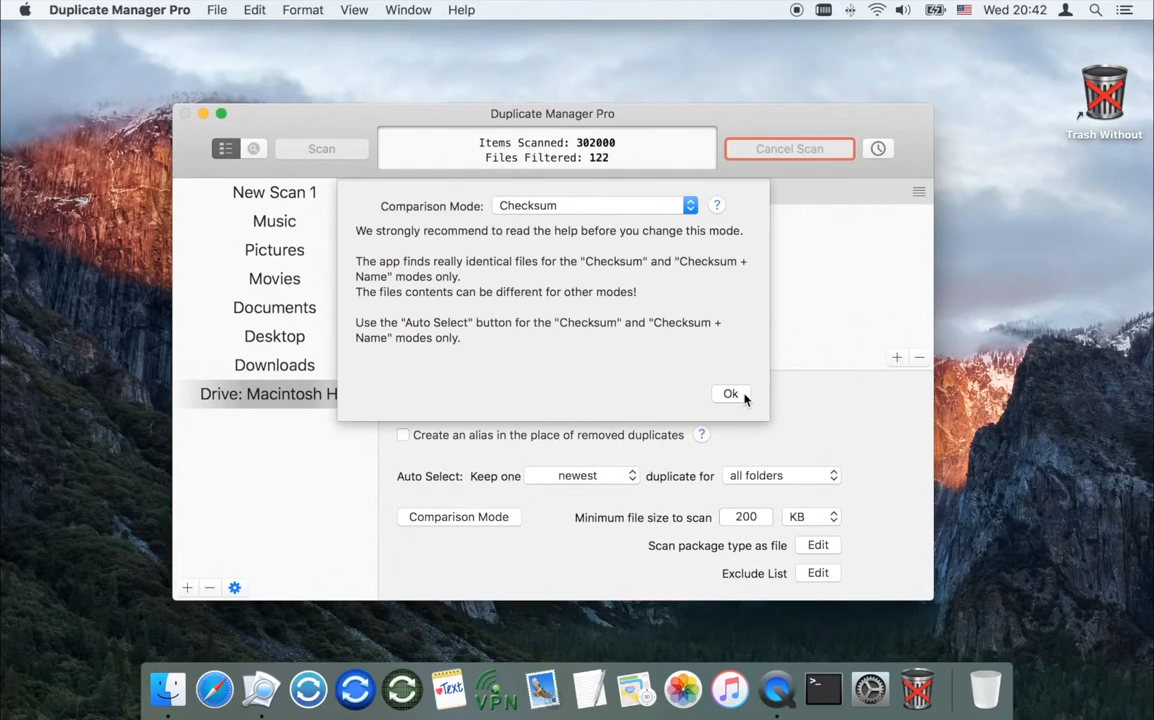 Duplicate Manager Pro File Edit Format View Window Help Wed 20:42
Trash Without
Duplicate Manager Pro
Scan
Items Scanned: 302000
Files Filtered: 122
Cancel Scan
New Scan 1
Music
Pictures
Movies
Documents
Desktop
Downloads
Drive: Macintosh H
Comparison Mode: Checksum ?
We strongly recommend to read the help before you change this mode.
The app finds really identical files for the "Checksum" and "Checksum +
Name" modes only.
The files contents can be different for other modes!
Use the "Auto Select" button for the "Checksum" and "Checksum +
Name" modes only.
Ok
Create an alias in the place of removed duplicates ?
Auto Select: Keep one newest duplicate for all folders
Comparison Mode Minimum file size to scan 200 KB
Scan package type as file Edit
Exclude List Edit
Text
VPN